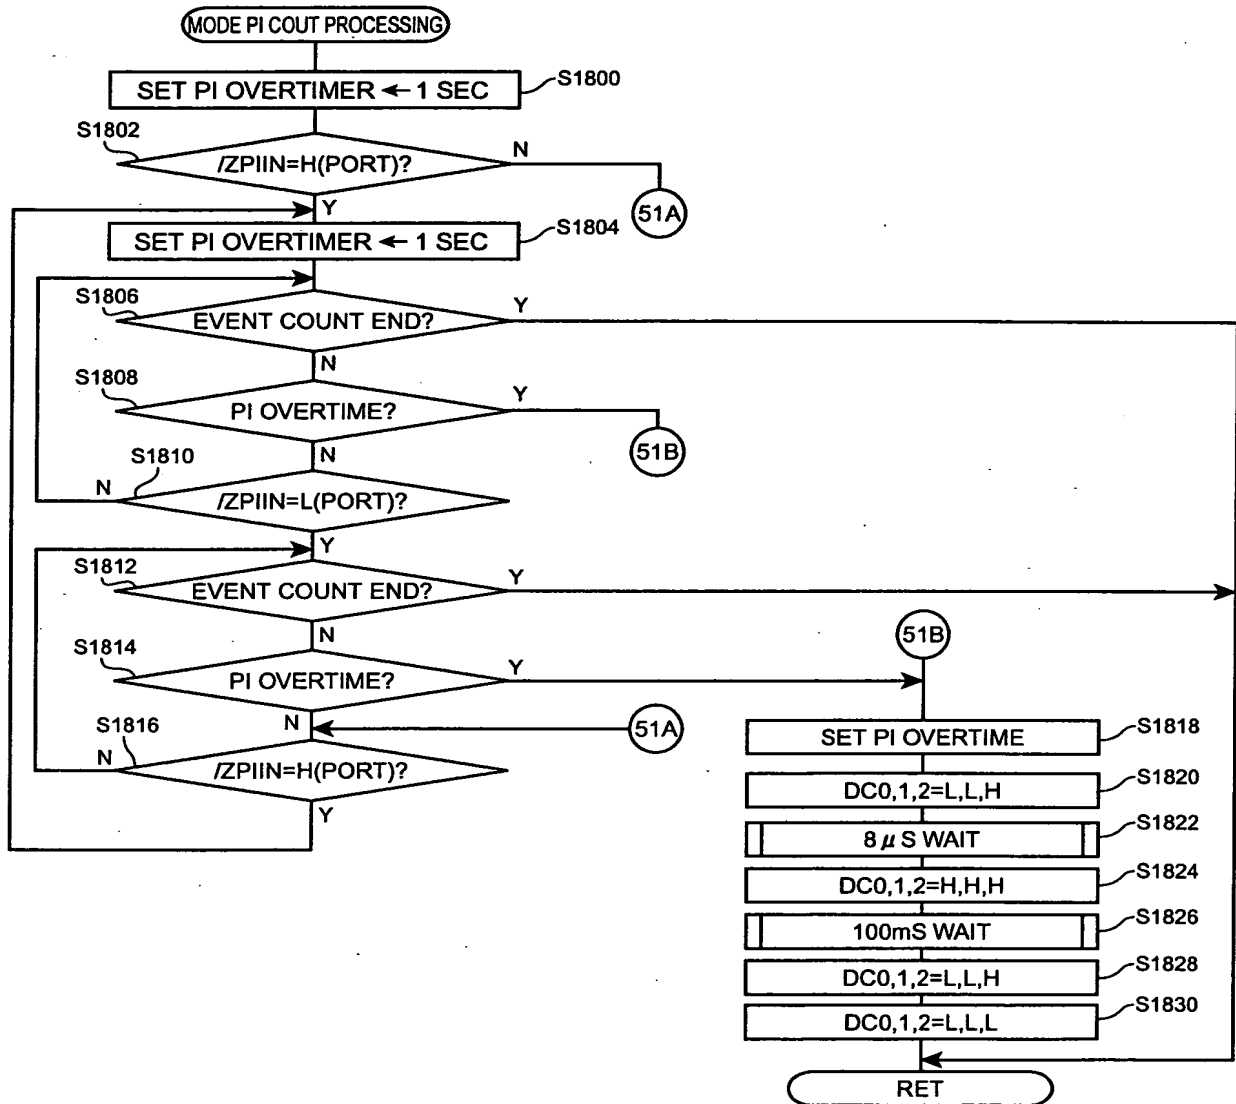 MODE PI COUT PROCESSING
SET PI OVERTIMER ← 1 SEC
S1800
S1802
/ZPIIN=H(PORT)?
N
51A
Y
SET PI OVERTIMER ← 1 SEC
S1804
S1806
EVENT COUNT END?
Y
N
S1808
PI OVERTIME?
Y
51B
N
S1810
N
/ZPIIN=L(PORT)?
Y
S1812
EVENT COUNT END?
Y
N
51B
S1814
PI OVERTIME?
Y
N
51A
S1816
N
/ZPIIN=H(PORT)?
Y
SET PI OVERTIME
S1818
DC0,1,2=L,L,H
S1820
8 μ S WAIT
S1822
DC0,1,2=H,H,H
S1824
100mS WAIT
S1826
DC0,1,2=L,L,H
S1828
DC0,1,2=L,L,L
S1830
RET